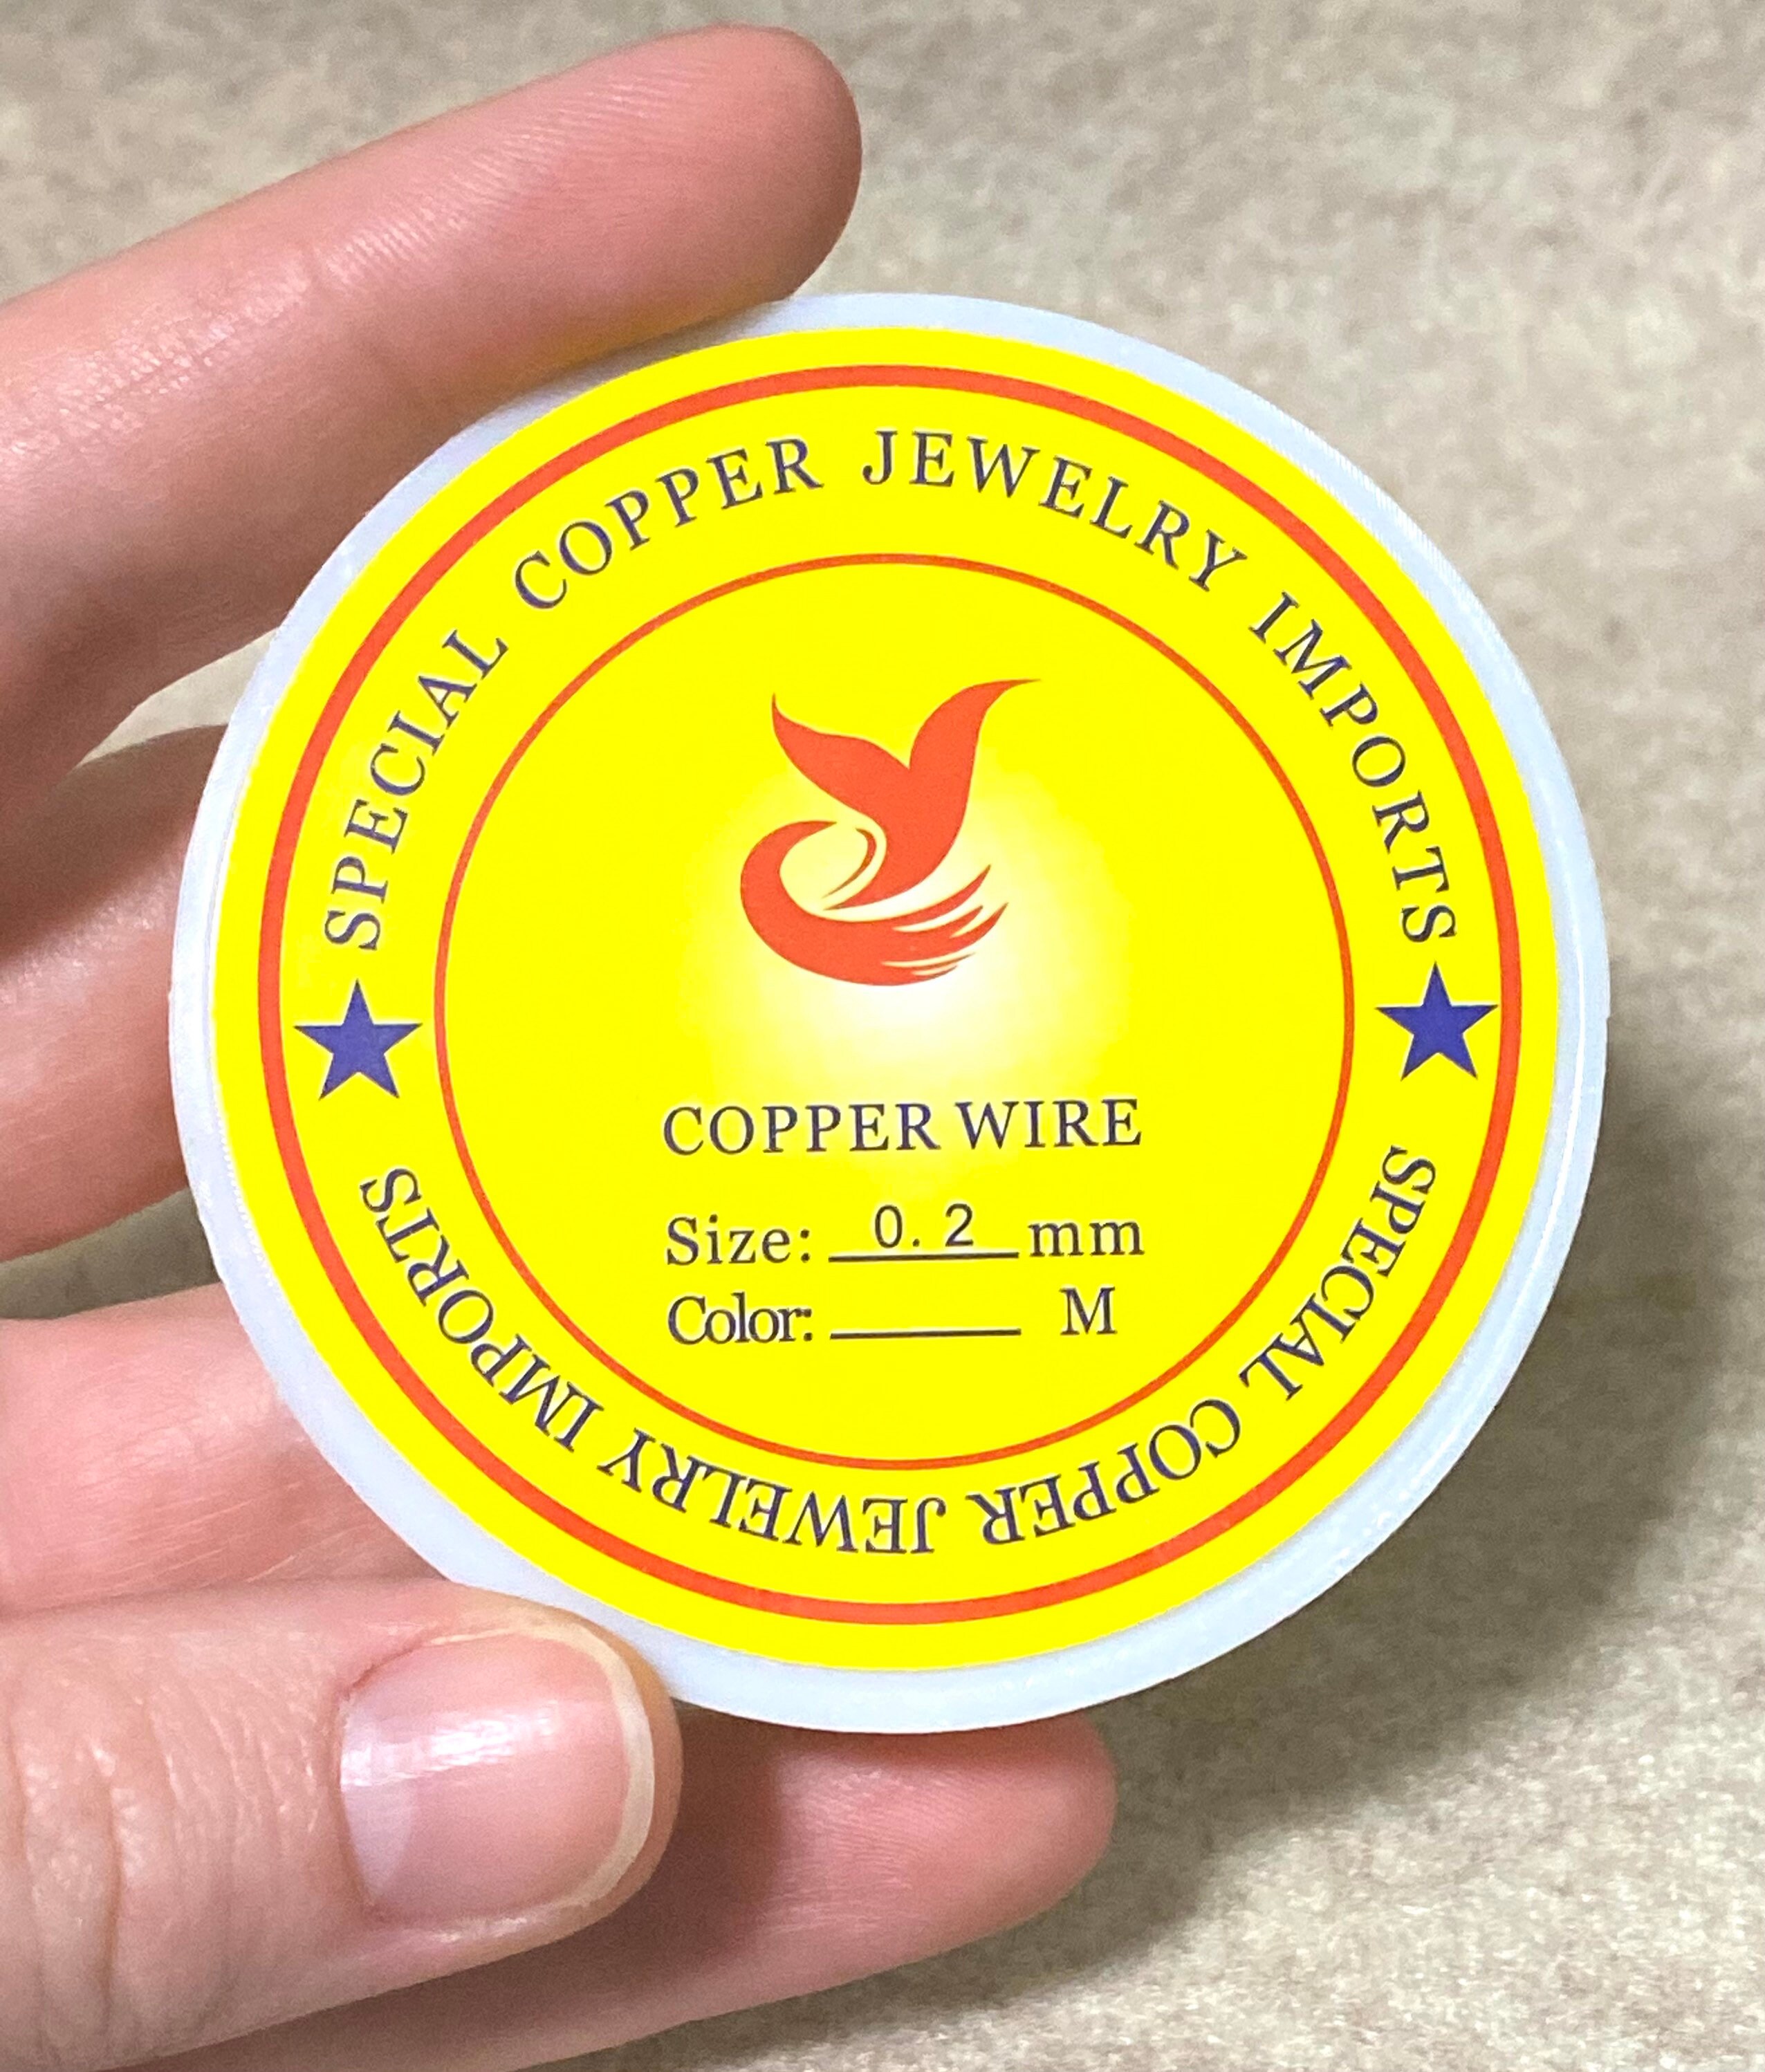 SPECIAL COPPER JEWELRY IMPORTS
COPPER WIRE
Size: 0.2 mm
Color: M
SPECIAL COPPER JEWELRY IMPORTS